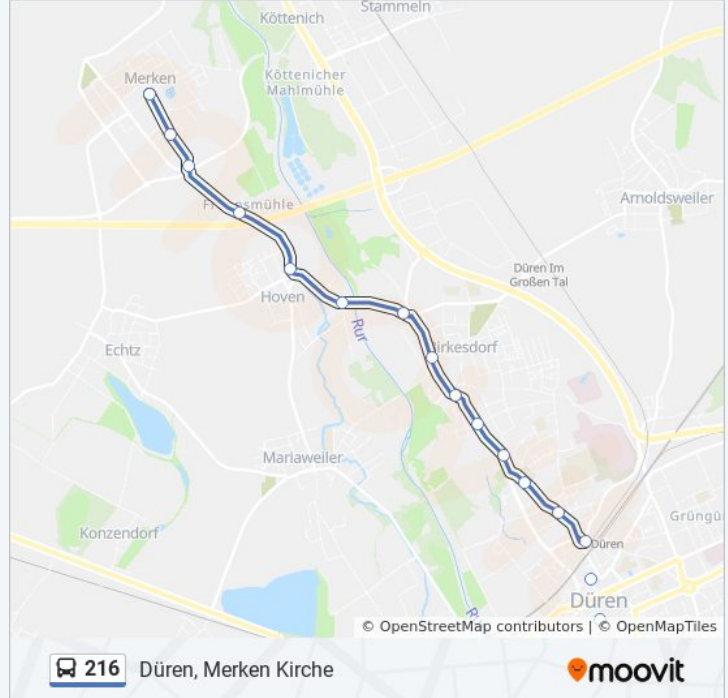 Stammeln
Köttenich
Merken
Köttenicher
Mahlmühle
Arnoldsweiler
Düren Im
Großen Tal
Hoven
Rur
Echtz
Mariaweiler
Konzendorf
Grüngür
Düren
Düren
© OpenStreetMap contributors | © OpenMapTiles
216 Düren, Merken Kirche
moovit